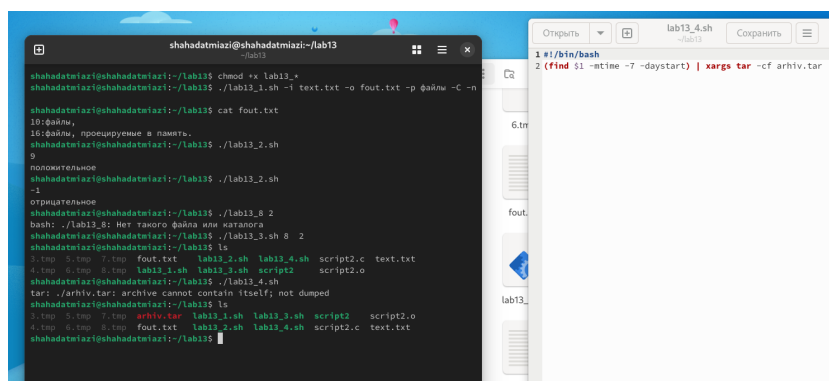 shahadatmiazi@shahadatmiazi:~/lab13
~/lab13
shahadatmiazi@shahadatmiazi:~/lab13$ chmod +x lab13_*
shahadatmiazi@shahadatmiazi:~/lab13$ ./lab13_1.sh -i text.txt -o fout.txt -p файлы -C -n
shahadatmiazi@shahadatmiazi:~/lab13$ cat fout.txt
10:файлы,
16:файлы, проецируемые в память.
shahadatmiazi@shahadatmiazi:~/lab13$ ./lab13_2.sh
9
положительное
shahadatmiazi@shahadatmiazi:~/lab13$ ./lab13_2.sh
-1
отрицательное
shahadatmiazi@shahadatmiazi:~/lab13$ ./lab13_8 2
bash: ./lab13_8: Нет такого файла или каталога
shahadatmiazi@shahadatmiazi:~/lab13$ ./lab13_3.sh 8  2
shahadatmiazi@shahadatmiazi:~/lab13$ ls
3.tmp 5.tmp 7.tmp fout.txt lab13_2.sh lab13_4.sh script2.c text.txt
4.tmp 6.tmp 8.tmp lab13_1.sh lab13_3.sh script2 script2.o
shahadatmiazi@shahadatmiazi:~/lab13$ ./lab13_4.sh
tar: ./arhiv.tar: archive cannot contain itself; not dumped
shahadatmiazi@shahadatmiazi:~/lab13$ ls
3.tmp 5.tmp 7.tmp arhiv.tar lab13_1.sh lab13_3.sh script2 script2.o
4.tmp 6.tmp 8.tmp fout.txt lab13_2.sh lab13_4.sh script2.c text.txt
shahadatmiazi@shahadatmiazi:~/lab13$
6.tm
fout.
lab13_
Открыть
lab13_4.sh
~/lab13
Сохранить
1 #!/bin/bash
2 (find $1 -mtime -7 -daystart) | xargs tar -cf arhiv.tar